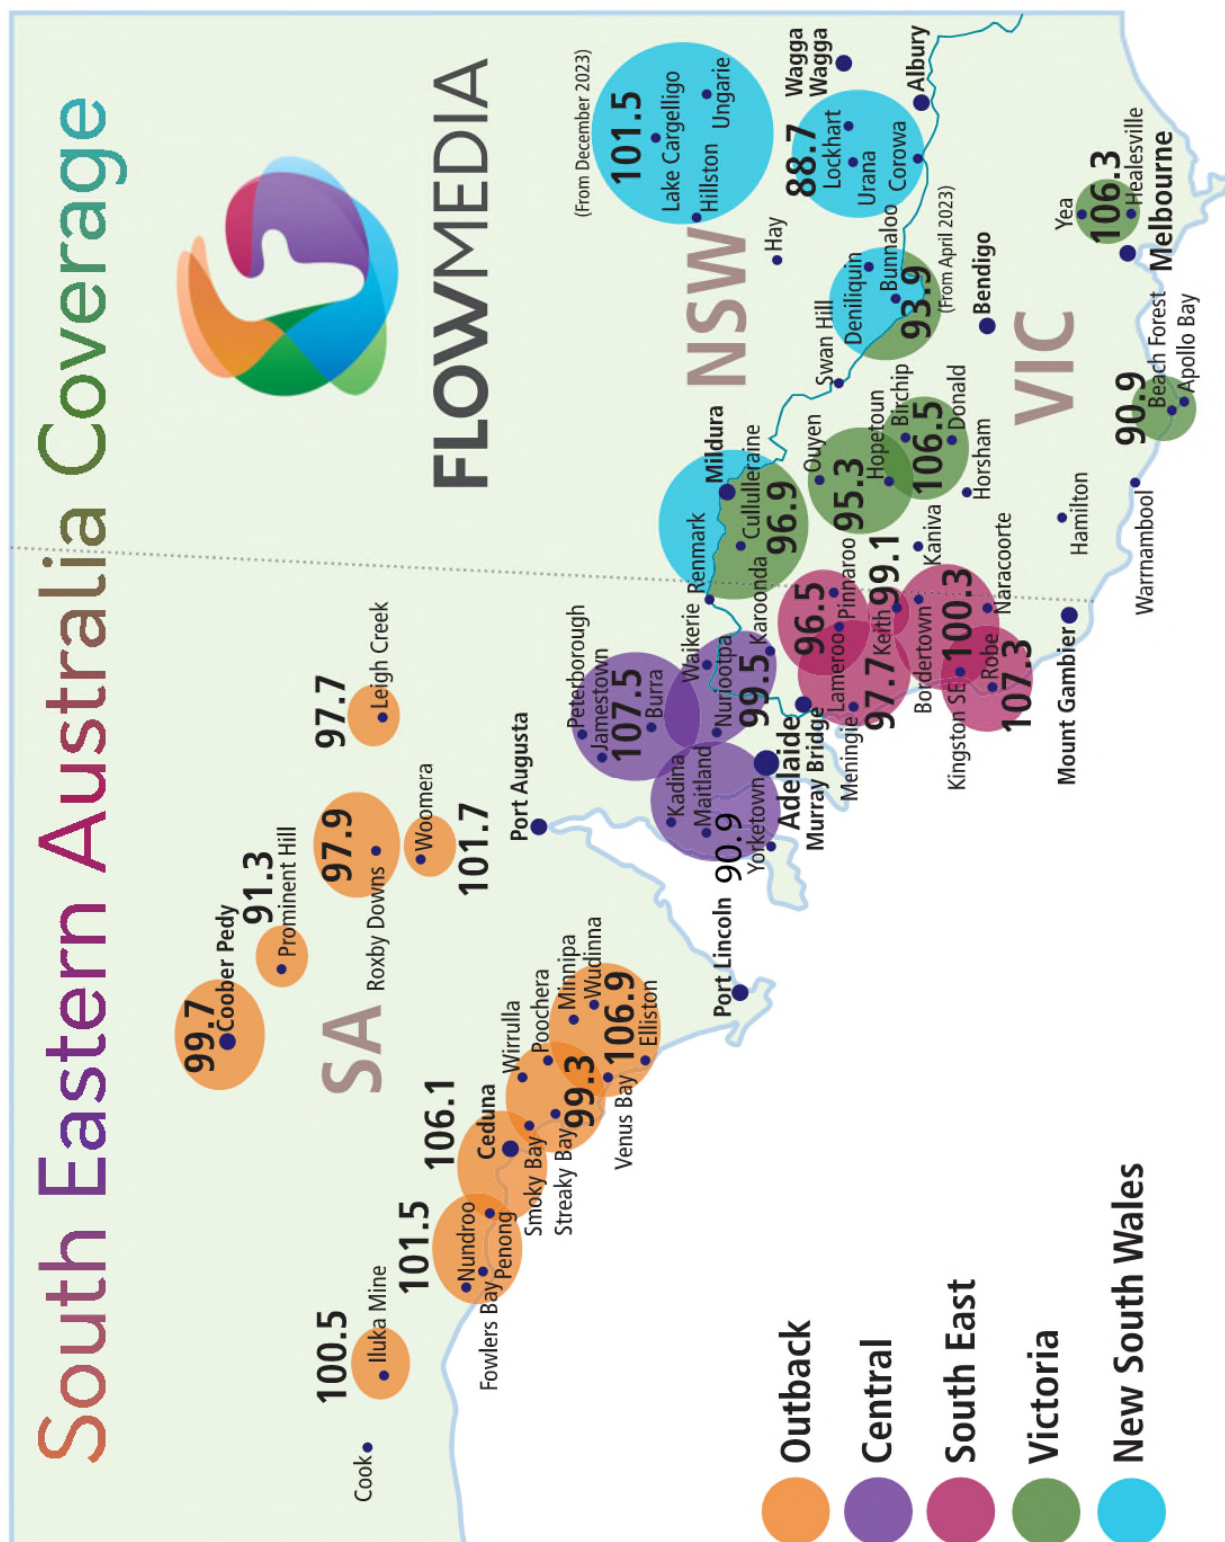 South Eastern Australia Coverage
FLOWMEDIA
99.7
Coober Pedy
91.3
Prominent Hill
97.7
Leigh Creek
97.9
Roxby Downs
Woomera
101.7
SA
100.5
Iluka Mine
Cook
101.5
Nundroo
Fowlers Bay
Penong
106.1
Ceduna
Smoky Bay
Streaky Bay
Wirrulla
Poochera
99.3
Minnipa
Wudinna
106.9
Venus Bay
Elliston
Port Augusta
Port Lincoln
Peterborough
Jamestown
107.5
Burra
Kadina
Maitland
90.9
Yorketown
Waikerie
Nuriootpa
99.5
Karoonda
Renmark
Adelaide
Murray Bridge
Mildura
Cullulleraine
96.9
96.5
Pinnaroo
Lameroo
Meningie
97.7
Keith
99.1
Bordertown
Kaniva
100.3
Kingston SE
Robe
107.3
Naracoorte
Mount Gambier
(From December 2023)
101.5
Lake Cargelligo
Hillston
Ungarie
NSW
Hay
Wagga
Wagga
88.7
Lockhart
Urana
Corowa
Albury
Swan Hill
Deniliquin
Bunnaloo
93.9
(From April 2023)
Ouyen
95.3
Hopetoun
Birchip
106.5
Donald
Horsham
Bendigo
VIC
Hamilton
Warrnambool
90.9
Beach Forest
Apollo Bay
Yea
106.3
Healesville
Melbourne
Outback
Central
South East
Victoria
New South Wales